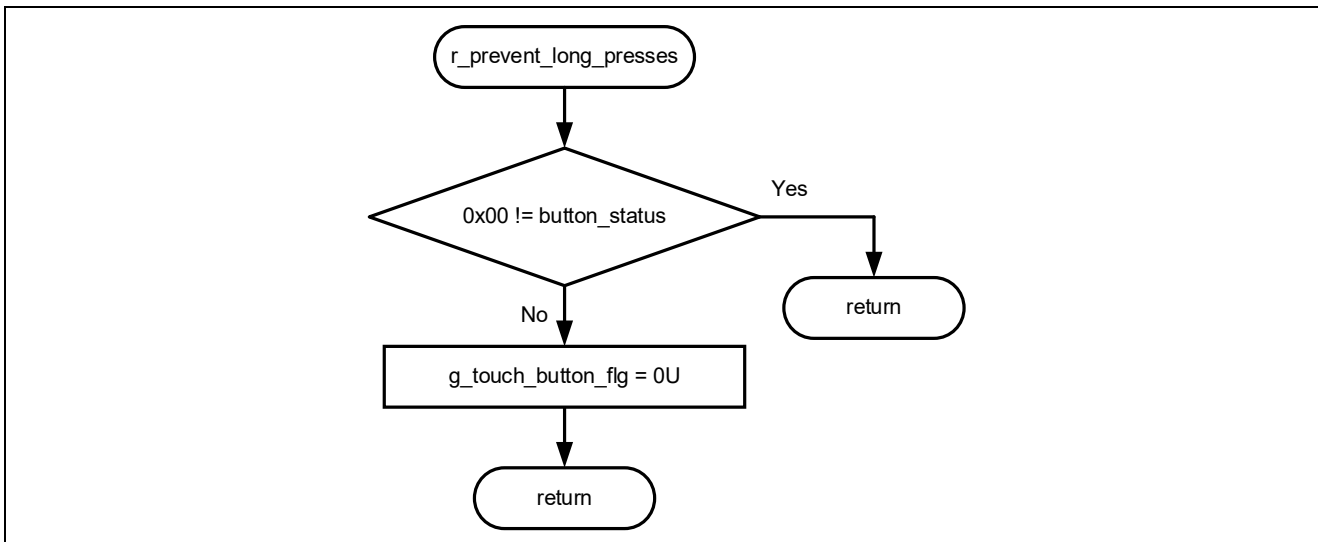 r_prevent_long_presses
0x00 != button_status
Yes
return
No
g_touch_button_flg = 0U
return